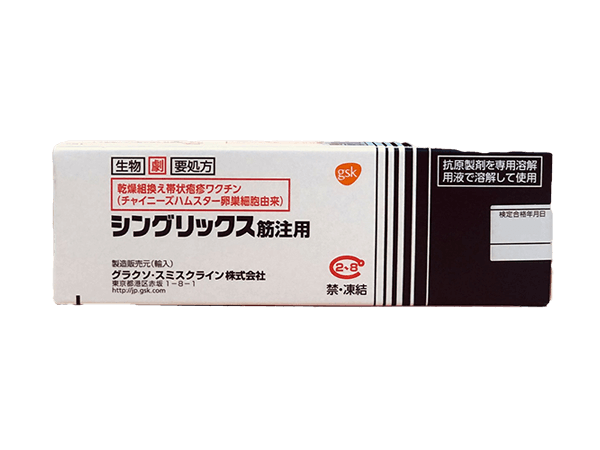 生物 劇 要処方
乾燥組換え帯状疱疹ワクチン
(チャイニーズハムスター卵巣細胞由来)
シングリックス筋注用
製造販売元(輸入)
グラクソ・スミスクライン株式会社
東京都港区赤坂1-8-1
http://jp.gsk.com
gsk
2~8°
禁・凍結
抗原製剤を専用溶解
用液で溶解して使用
検定合格年月日